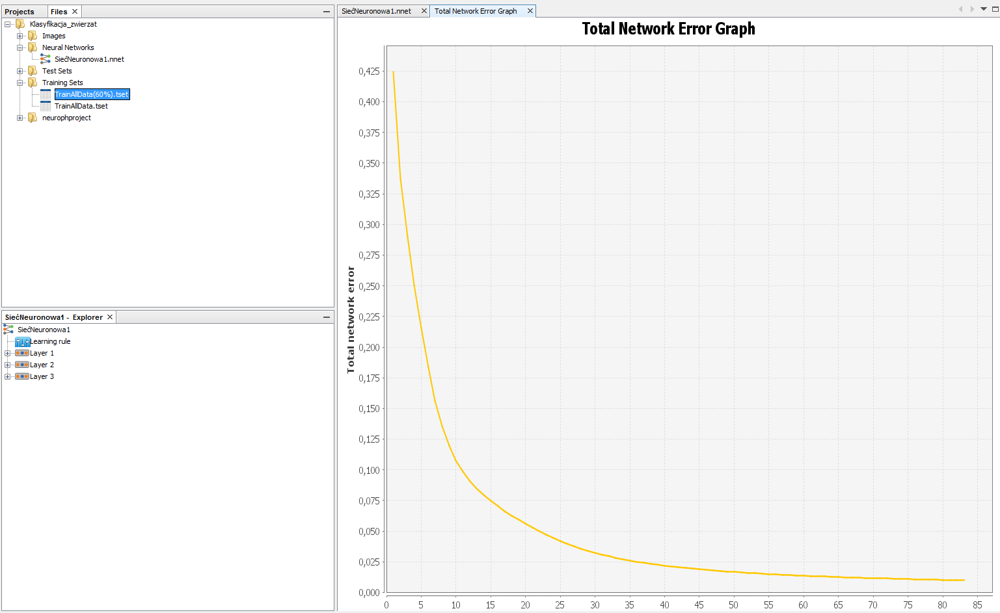 Projects
Files
Klasyfikacja_zwierzat
Images
Neural Networks
SiećNeuronowa1.nnet
Test Sets
Training Sets
TrainAllData(60%).tset
TrainAllData.tset
neurophproject
SiećNeuronowa1 - Explorer
SiećNeuronowa1
Learning rule
Layer 1
Layer 2
Layer 3
SiećNeuronowa1.nnet
Total Network Error Graph
Total Network Error Graph
Total network error
0,425
0,400
0,375
0,350
0,325
0,300
0,275
0,250
0,225
0,200
0,175
0,150
0,125
0,100
0,075
0,050
0,025
0,000
0 5 10 15 20 25 30 35 40 45 50 55 60 65 70 75 80 85